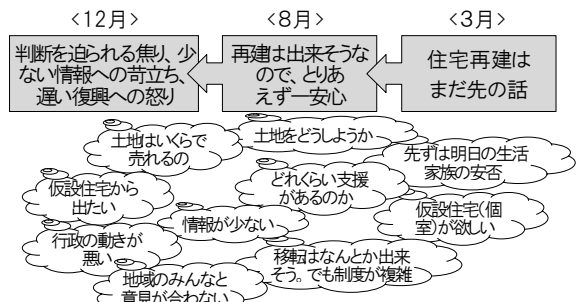 <12月>
<8月>
<3月>
判断を迫られる焦り、少
ない情報への苛立ち、
遅い復興への怒り
再建は出来そうな
ので、とりあ
えず一安心
住宅再建は
まだ先の話
土地はいくらで
売れるの
土地をどうしようか
先ずは明日の生活
家族の安否
仮設住宅から
出たい
どれくらい支援
があるのか
仮設住宅(個
室)が欲しい
情報が少ない
行政の動きが
悪い
移転はなんとか出来
そう。でも制度が複雑
地域のみんなと
意見が合わない